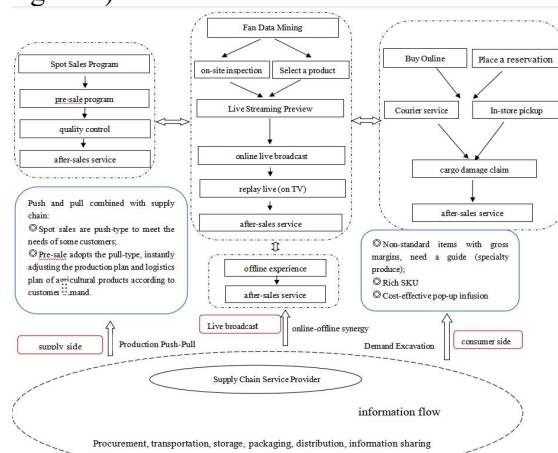 Fan Data Mining
on-site inspection
Select a product
Live Streaming Preview
online live broadcast
replay live (on TV)
after-sales service
Spot Sales Program
pre-sale program
quality control
after-sales service
Buy Online
Place a reservation
Courier service
In-store pickup
cargo damage claim
after-sales service
Push and pull combined with supply
chain:
◎Spot sales are push-type to meet the
needs of some customers;
◎Pre-sale adopts the pull-type, instantly
adjusting the production plan and logistics
plan of agricultural products according to
customer
offline experience
after-sales service
◎Non-standard items with gross
margins, need a guide (specialty
produce);
◎Rich SKU
◎Cost-effective pop-up infusion
supply side
Production Push-Pull
Live broadcast
online-offline synergy
Demand Excavation
consumer side
Supply Chain Service Provider
information flow
Procurement, transportation, storage, packaging, distribution, information sharing